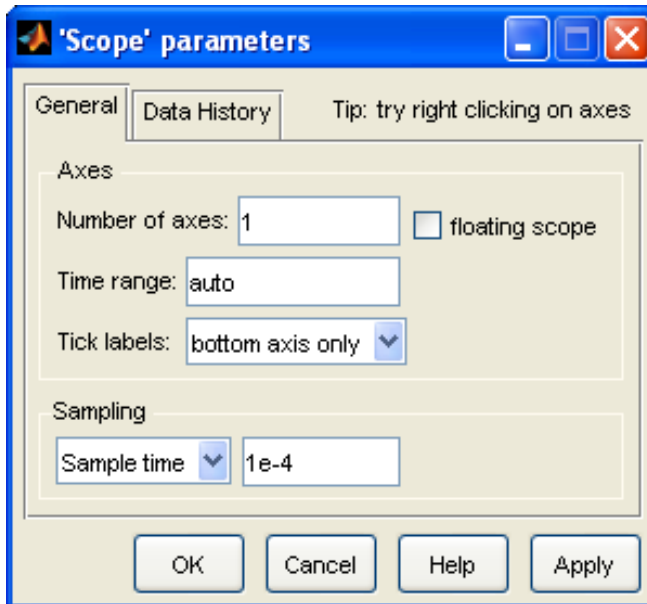 'Scope' parameters
General Data History Tip: try right clicking on axes
Axes
Number of axes: 1 floating scope
Time range: auto
Tick labels: bottom axis only
Sampling
Sample time 1e-4
OK Cancel Help Apply